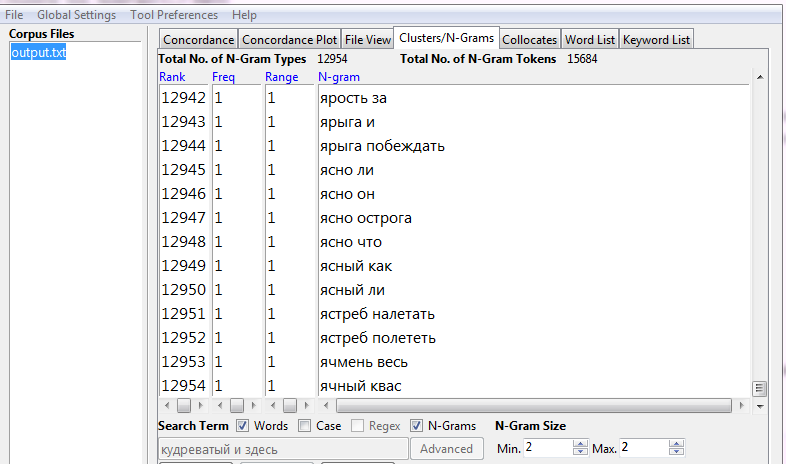 File Global Settings Tool Preferences Help
Corpus Files
output.txt
Concordance Concordance Plot File View Clusters/N-Grams Collocates Word List Keyword List
Total No. of N-Gram Types 12954 Total No. of N-Gram Tokens 15684
Rank Freq Range N-gram
12942 1 1 ярость за
12943 1 1 ярыга и
12944 1 1 ярыга побеждать
12945 1 1 ясно ли
12946 1 1 ясно он
12947 1 1 ясно острога
12948 1 1 ясно что
12949 1 1 ясный как
12950 1 1 ясный ли
12951 1 1 ястреб налетать
12952 1 1 ястреб полететь
12953 1 1 ячмень весь
12954 1 1 ячный квас
Search Term Words Case Regex N-Grams N-Gram Size
кудреватый и здесь Advanced Min. 2 Max. 2